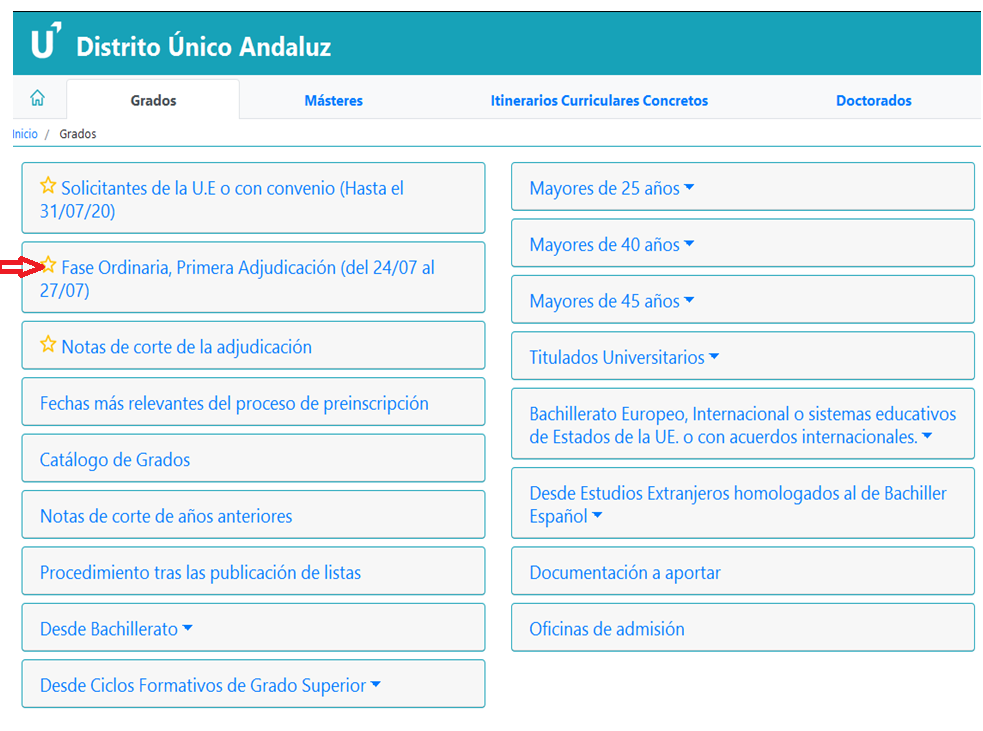 Distrito Único Andaluz
Grados
Másteres
Itinerarios Curriculares Concretos
Doctorados
Inicio / Grados
Solicitantes de la U.E o con convenio (Hasta el
31/07/20)
Fase Ordinaria, Primera Adjudicación (del 24/07 al
27/07)
Notas de corte de la adjudicación
Fechas más relevantes del proceso de preinscripción
Catálogo de Grados
Notas de corte de años anteriores
Procedimiento tras las publicación de listas
Desde Bachillerato
Desde Ciclos Formativos de Grado Superior
Mayores de 25 años
Mayores de 40 años
Mayores de 45 años
Titulados Universitarios
Bachillerato Europeo, Internacional o sistemas educativos
de Estados de la UE. o con acuerdos internacionales.
Desde Estudios Extranjeros homologados al de Bachiller
Español
Documentación a aportar
Oficinas de admisión